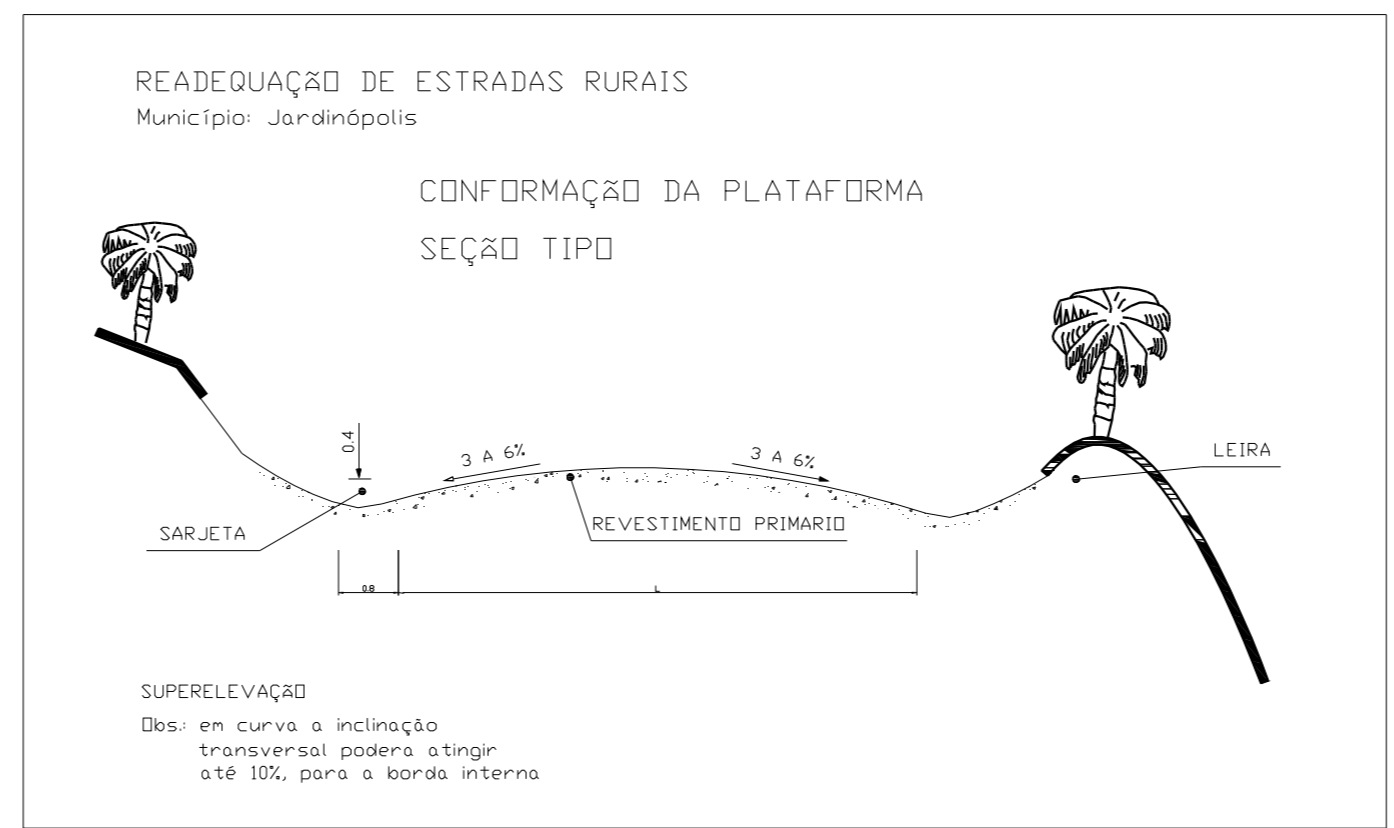 READEQUAÇÃO DE ESTRADAS RURAIS
Município: Jardinópolis
CONFORMAÇÃO DA PLATAFORMA
SEÇÃO TIPO
0.4
3 A 6%
3 A 6%
LEIRA
SARJETA
REVESTIMENTO PRIMARIO
0.8
L
SUPERELEVAÇÃO
Obs.: em curva a inclinação
transversal podera atingir
até 10%, para a borda interna